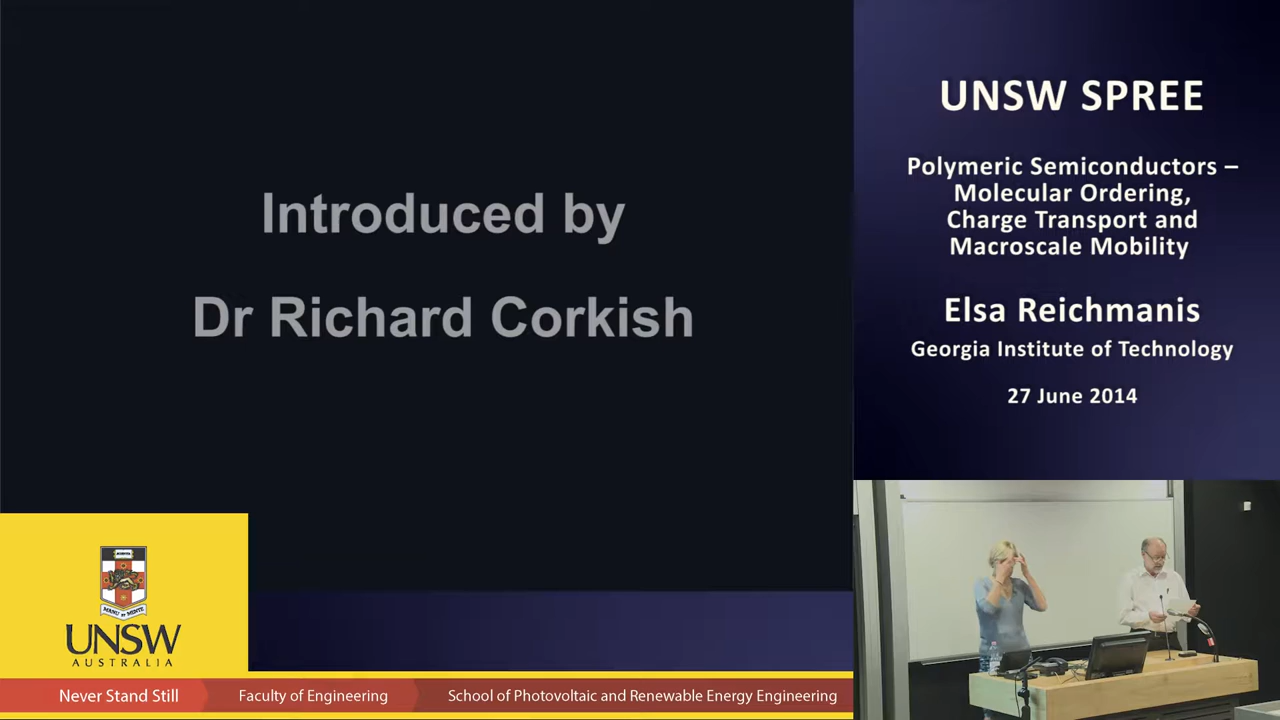 Introduced by
Dr Richard Corkish
UNSW SPREE
Polymeric Semiconductors –
Molecular Ordering,
Charge Transport and
Macroscale Mobility
Elsa Reichmanis
Georgia Institute of Technology
27 June 2014
UNSW
AUSTRALIA
Never Stand Still
Faculty of Engineering
School of Photovoltaic and Renewable Energy Engineering